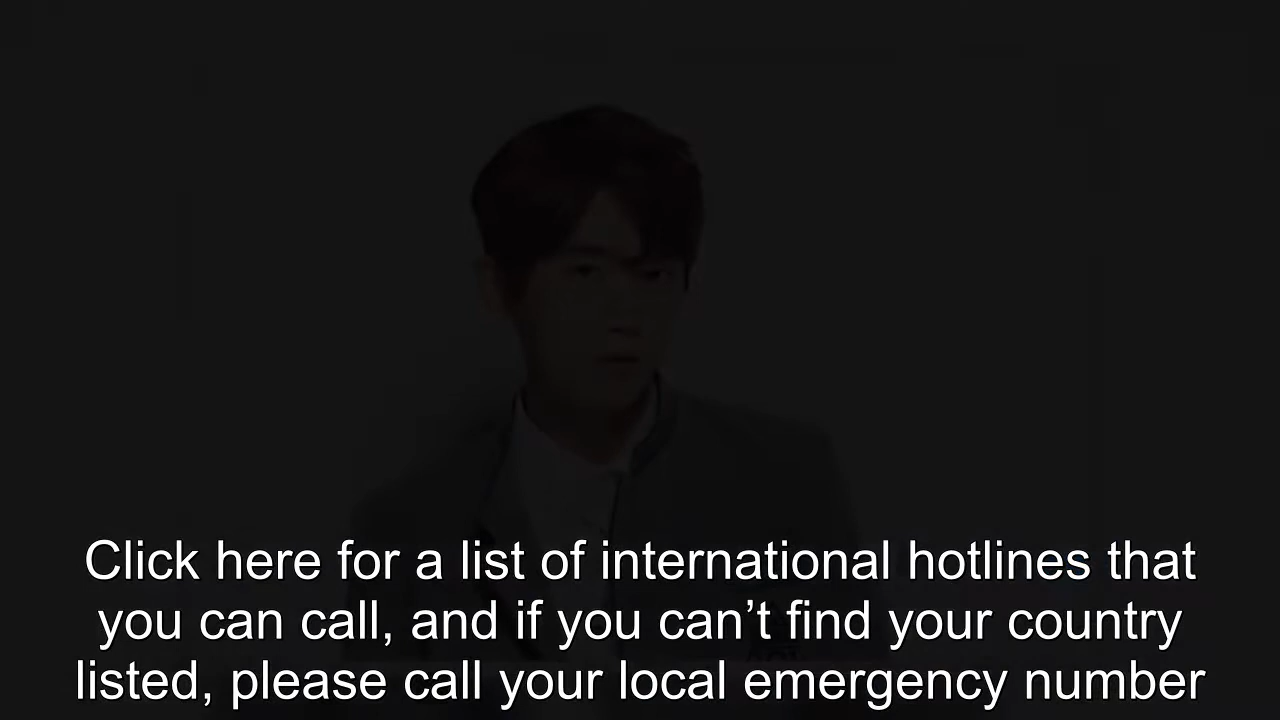 Click here for a list of international hotlines that
you can call, and if you can’t find your country
listed, please call your local emergency number